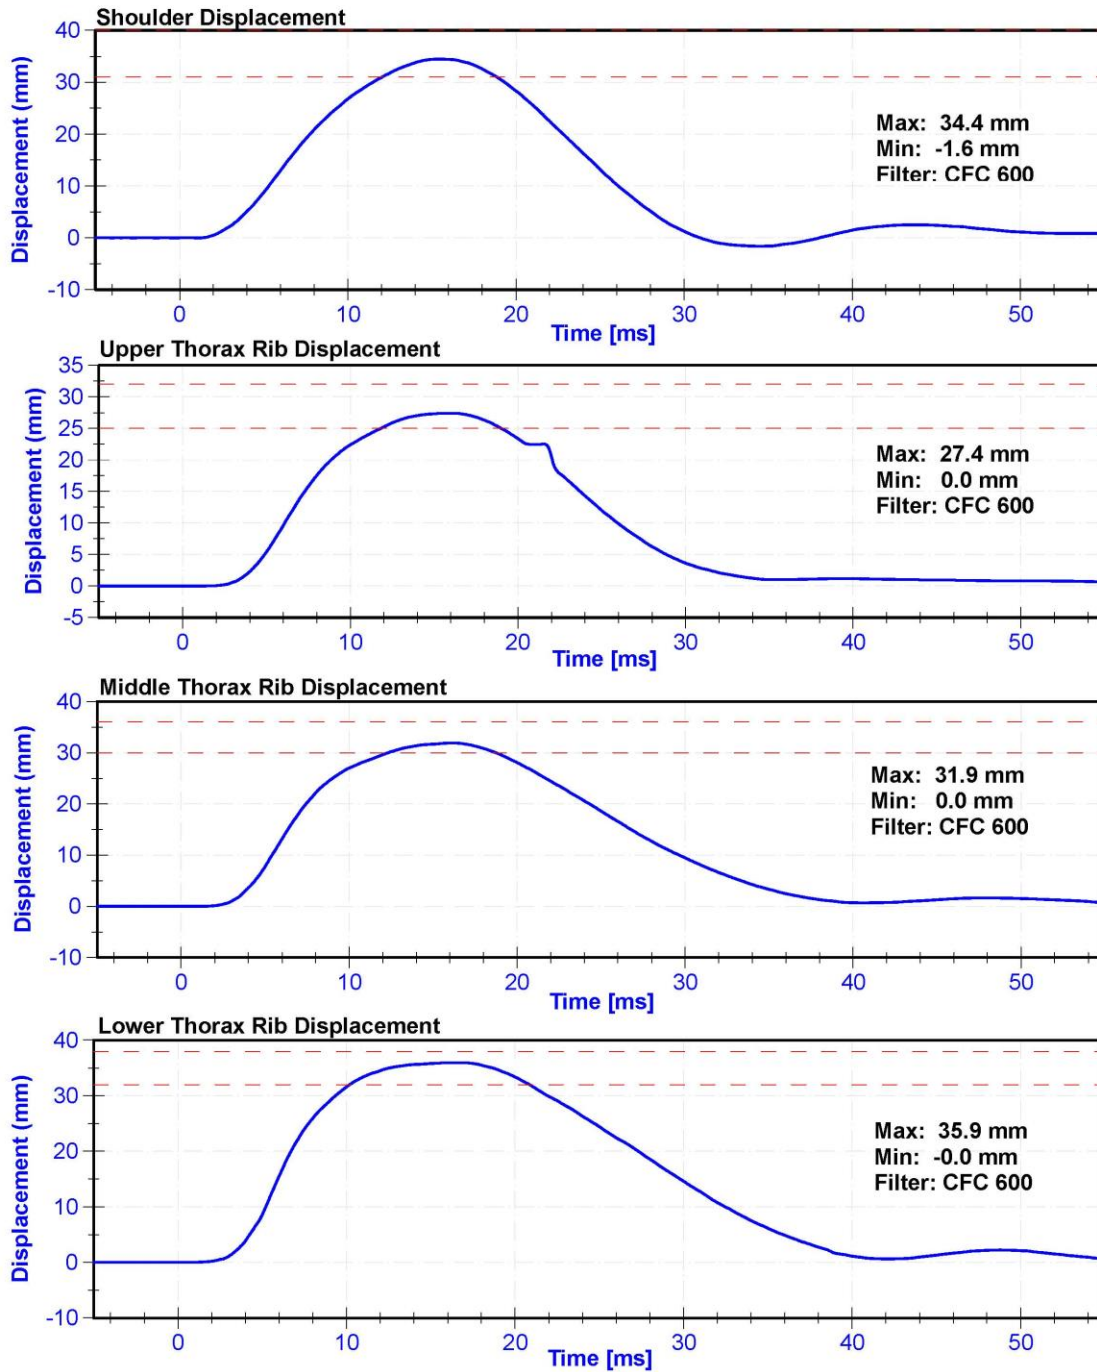 Shoulder Displacement
Displacement (mm)
40
30
20
10
0
-10
Max: 34.4 mm
Min: -1.6 mm
Filter: CFC 600
0 10 20 30 40 50
Time [ms]
Upper Thorax Rib Displacement
Displacement (mm)
35
30
25
20
15
10
5
0
-5
Max: 27.4 mm
Min: 0.0 mm
Filter: CFC 600
0 10 20 30 40 50
Time [ms]
Middle Thorax Rib Displacement
Displacement (mm)
40
30
20
10
0
-10
Max: 31.9 mm
Min: 0.0 mm
Filter: CFC 600
0 10 20 30 40 50
Time [ms]
Lower Thorax Rib Displacement
Displacement (mm)
40
30
20
10
0
-10
Max: 35.9 mm
Min: -0.0 mm
Filter: CFC 600
0 10 20 30 40 50
Time [ms]